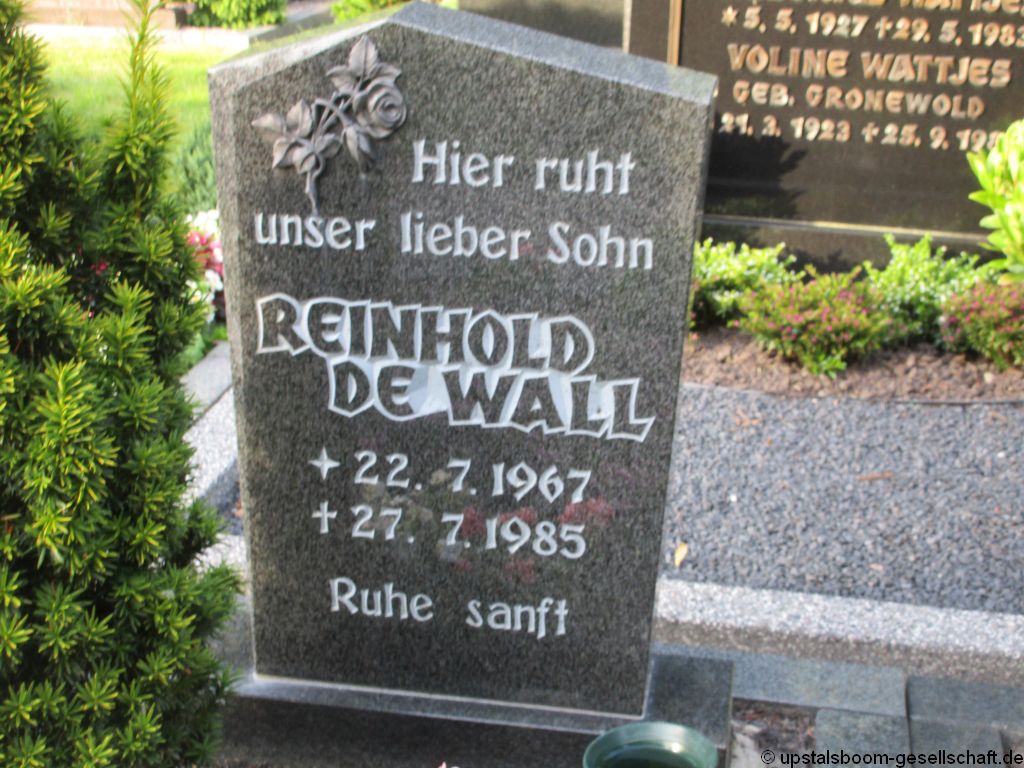 Hier ruht
unser lieber Sohn
REINHOLD
DE WALL
✦ 22. 7. 1967
✝ 27. 7. 1985
Ruhe sanft
★ 5. 5. 1927 ✝ 29. 5. 1983
VOLINE WATTJES
GEB. GRONEWOLD
21. 3. 1923 ✝ 25. 9.
© upstalsboom-gesellschaft.de